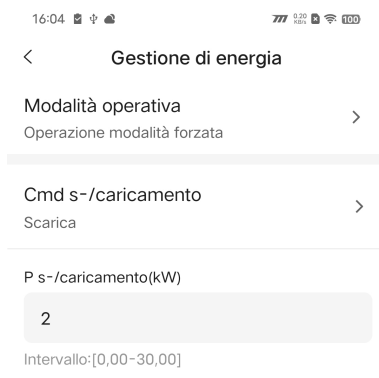 16:04 777 0.20 KB/s 100
Gestione di energia
Modalità operativa
Operazione modalità forzata
Cmd s-/caricamento
Scarica
P s-/caricamento(kW)
2
Intervallo:[0,00-30,00]